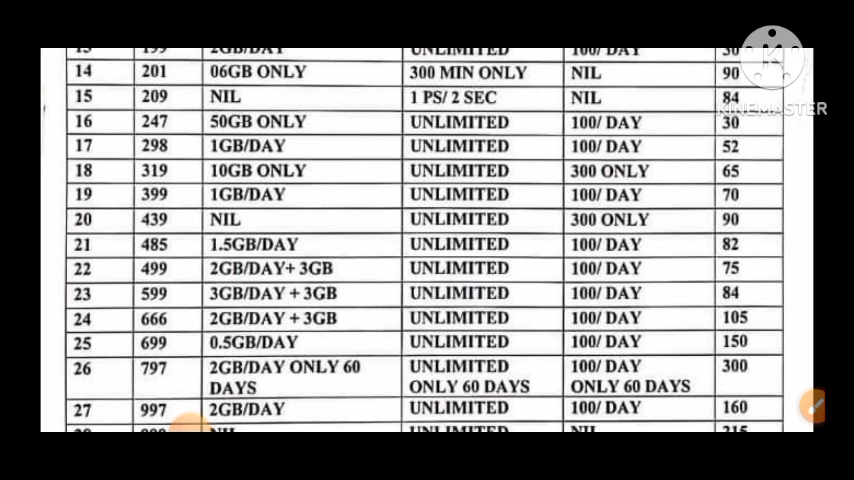 13 199 2GB/DAY UNLIMITED 100/ DAY 30
14 201 06GB ONLY 300 MIN ONLY NIL 90
15 209 NIL 1 PS/ 2 SEC NIL 84
16 247 50GB ONLY UNLIMITED 100/ DAY 30
17 298 1GB/DAY UNLIMITED 100/ DAY 52
18 319 10GB ONLY UNLIMITED 300 ONLY 65
19 399 1GB/DAY UNLIMITED 100/ DAY 70
20 439 NIL UNLIMITED 300 ONLY 90
21 485 1.5GB/DAY UNLIMITED 100/ DAY 82
22 499 2GB/DAY+ 3GB UNLIMITED 100/ DAY 75
23 599 3GB/DAY + 3GB UNLIMITED 100/ DAY 84
24 666 2GB/DAY + 3GB UNLIMITED 100/ DAY 105
25 699 0.5GB/DAY UNLIMITED 100/ DAY 150
26 797 2GB/DAY ONLY 60 UNLIMITED 100/ DAY 300
DAYS ONLY 60 DAYS ONLY 60 DAYS
27 997 2GB/DAY UNLIMITED 100/ DAY 160
NIL UNLIMITED NIL 215
KINEMASTER